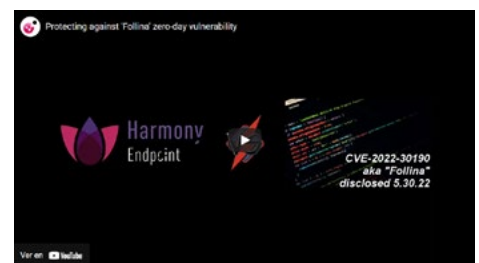 Protecting against 'Follina' zero-day vulnerability
Harmony
Endpoint
CVE-2022-30190
aka "Follina"
disclosed 5.30.22
Ver en YouTube